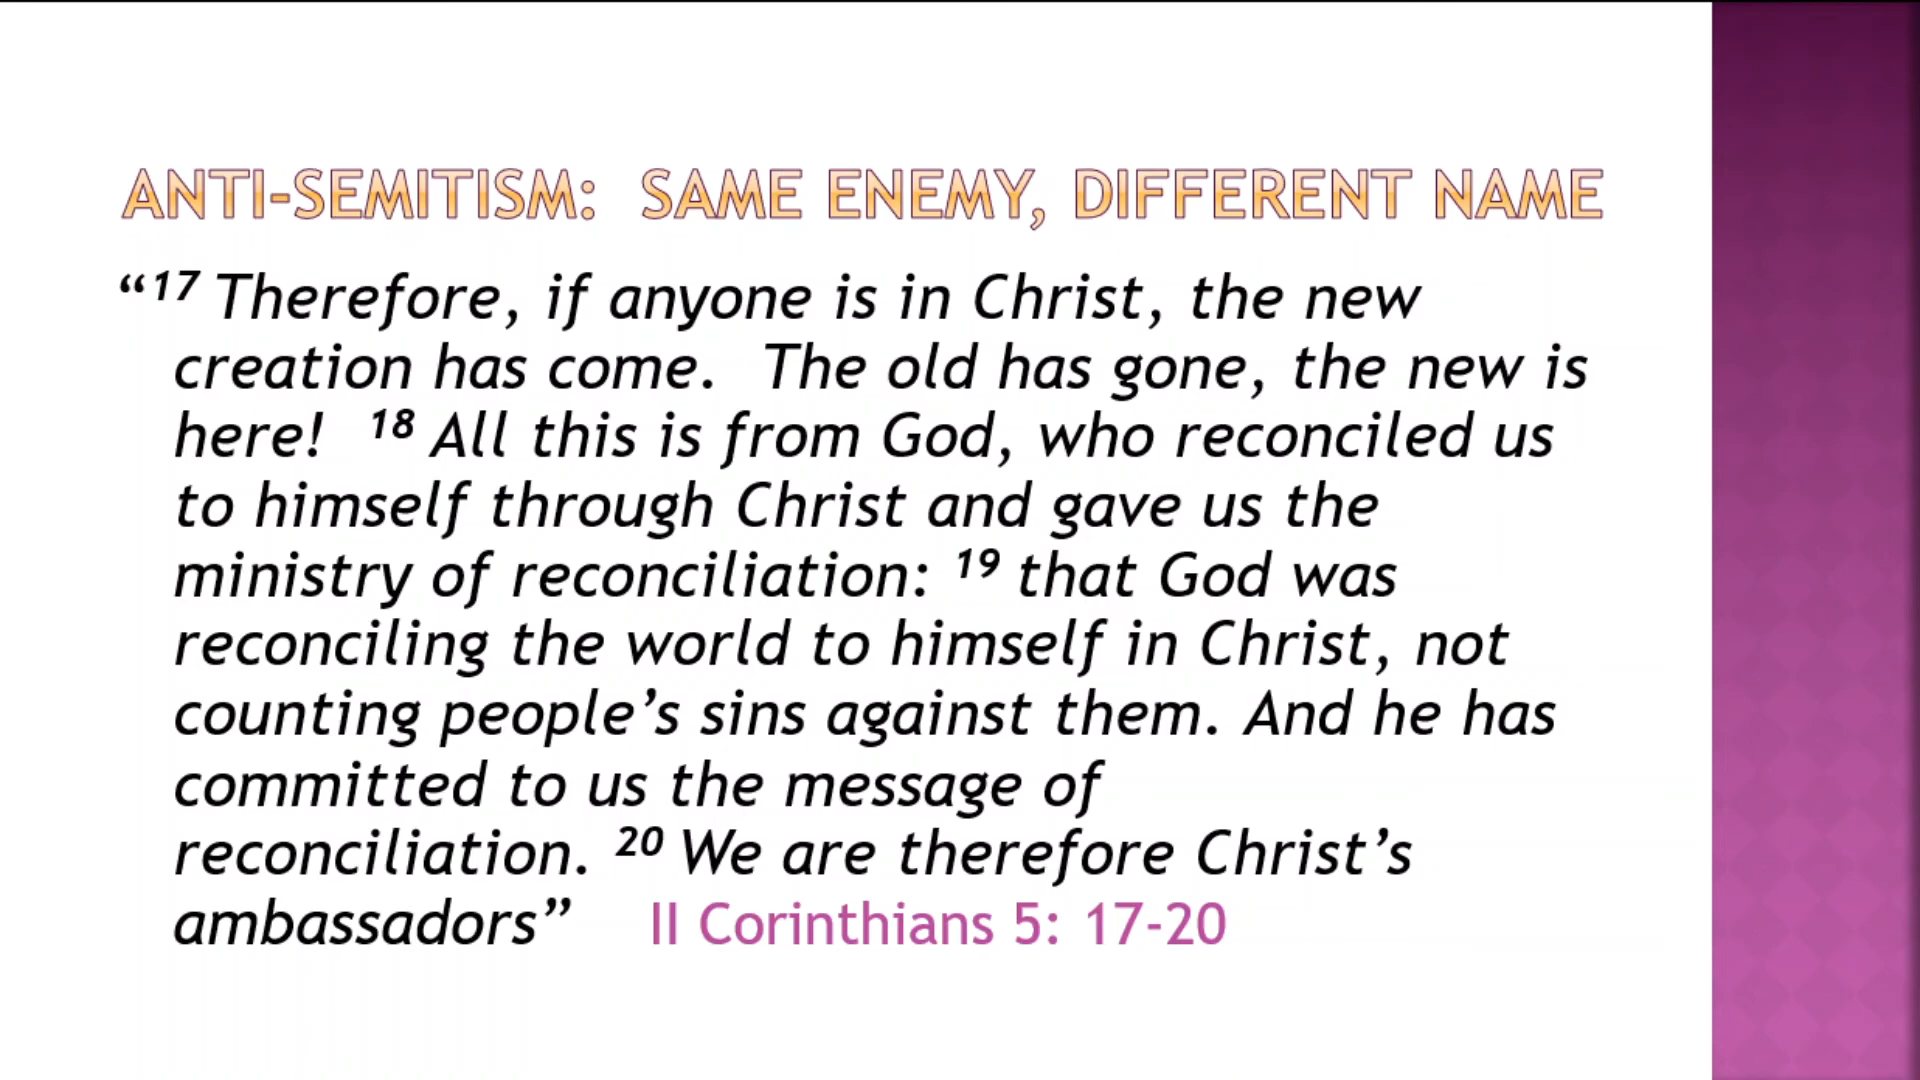 ANTI-SEMITISM: SAME ENEMY, DIFFERENT NAME
“17 Therefore, if anyone is in Christ, the new
creation has come. The old has gone, the new is
here! 18 All this is from God, who reconciled us
to himself through Christ and gave us the
ministry of reconciliation: 19 that God was
reconciling the world to himself in Christ, not
counting people’s sins against them. And he has
committed to us the message of
reconciliation. 20 We are therefore Christ’s
ambassadors” II Corinthians 5: 17-20